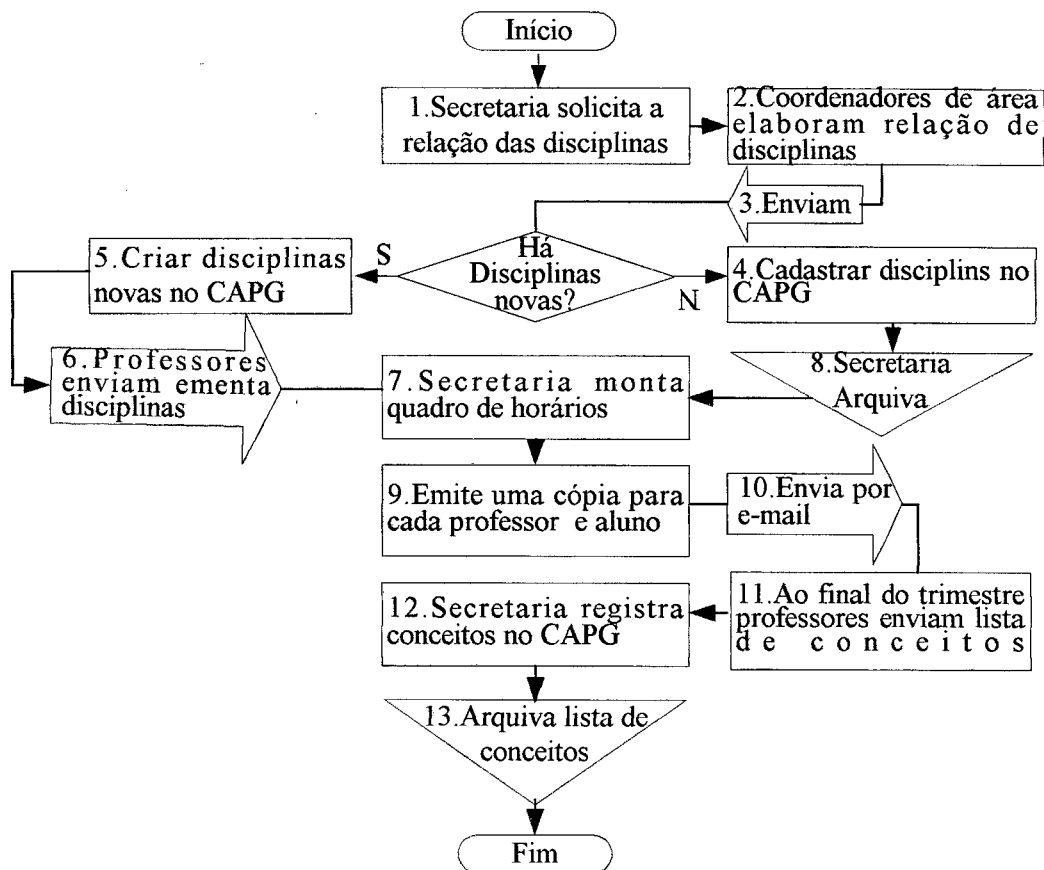 Início
1.Secretaria solicita a
relação das disciplinas
2.Coordenadores de área
elaboram relação de
disciplinas
3.Enviam
Há
Disciplinas
novas?
S
N
5.Criar disciplinas
novas no CAPG
4.Cadastrar disciplins no
CAPG
6.Professores
enviam ementa
disciplinas
7.Secretaria monta
quadro de horários
8.Secretaria
Arquiva
9.Emite uma cópia para
cada professor e aluno
10.Envia por
e-mail
11.Ao final do trimestre
professores enviam lista
de conceitos
12.Secretaria registra
conceitos no CAPG
13.Arquiva lista de
conceitos
Fim